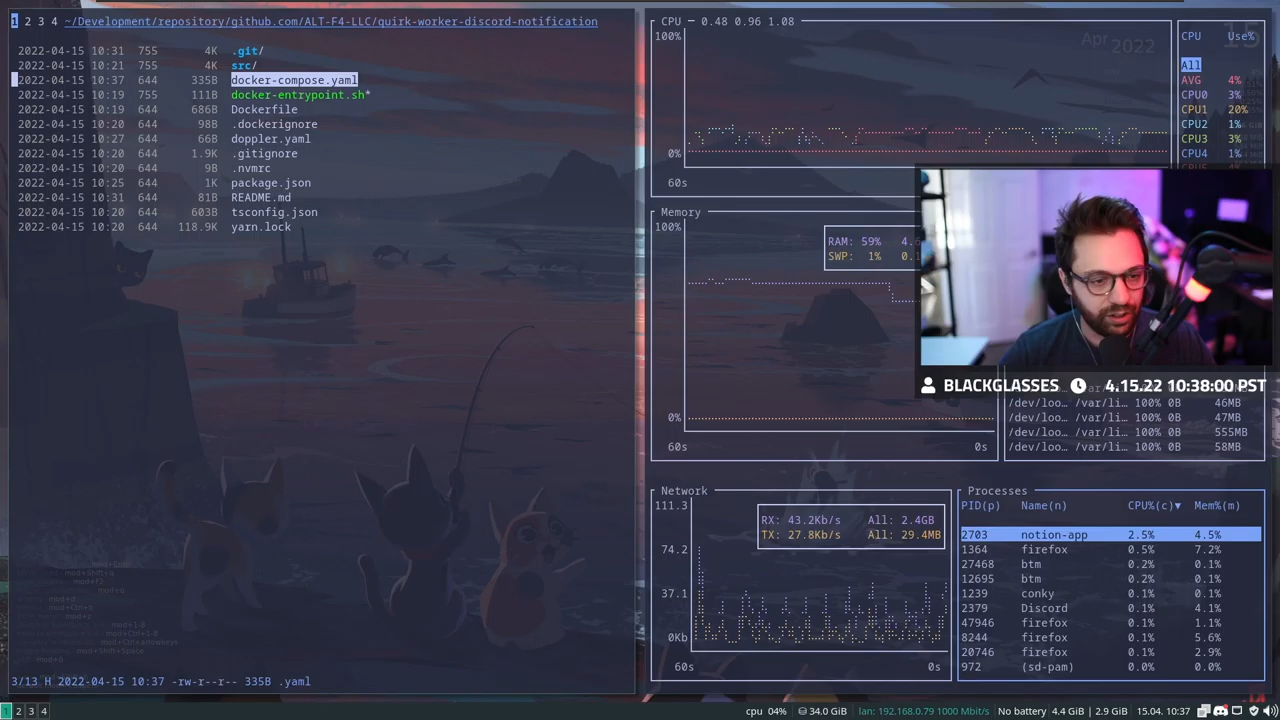 1 2 3 4 ~/Development/repository/github.com/ALT-F4-LLC/quirk-worker-discord-notification
2022-04-15 10:31 755 4K .git/
2022-04-15 10:21 755 4K src/
2022-04-15 10:37 644 335B docker-compose.yaml
2022-04-15 10:19 755 111B docker-entrypoint.sh*
2022-04-15 10:19 644 686B Dockerfile
2022-04-15 10:20 644 98B .dockerignore
2022-04-15 10:27 644 66B doppler.yaml
2022-04-15 10:20 644 1.9K .gitignore
2022-04-15 10:20 644 9B .nvmrc
2022-04-15 10:25 644 1K package.json
2022-04-15 10:31 644 81B README.md
2022-04-15 10:20 644 603B tsconfig.json
2022-04-15 10:20 644 118.9K yarn.lock
3/13 H 2022-04-15 10:37 -rw-r--r-- 335B .yaml
CPU — 0.48 0.96 1.08
100%
0%
60s
Apr 2022
15
CPU Use%
All
AVG 4%
CPU0 3%
CPU1 20%
CPU2 1%
CPU3 3%
CPU4 1%
Memory
100%
RAM: 59% 4.6
SWP: 1% 0.1
0%
60s 0s
BLACKGLASSES 4.15.22 10:38:00 PST
/dev/loo… /var/li… 100% 0B 46MB
/dev/loo… /var/li… 100% 0B 47MB
/dev/loo… /var/li… 100% 0B 555MB
/dev/loo… /var/li… 100% 0B 58MB
Network
111.3
RX: 43.2Kb/s All: 2.4GB
TX: 27.8Kb/s All: 29.4MB
74.2
37.1
0Kb
60s 0s
Processes
PID(p) Name(n) CPU%(c)▼ Mem%(m)
2703 notion-app 2.5% 4.5%
1364 firefox 0.5% 7.2%
27468 btm 0.2% 0.1%
12695 btm 0.2% 0.1%
1239 conky 0.1% 0.1%
2379 Discord 0.1% 4.1%
47946 firefox 0.1% 1.1%
8244 firefox 0.1% 5.6%
20746 firefox 0.1% 2.9%
972 (sd-pam) 0.0% 0.0%
1 2 3 4
cpu 04% 34.0 GiB lan: 192.168.0.79 1000 Mbit/s No battery 4.4 GiB | 2.9 GiB 15.04. 10:37